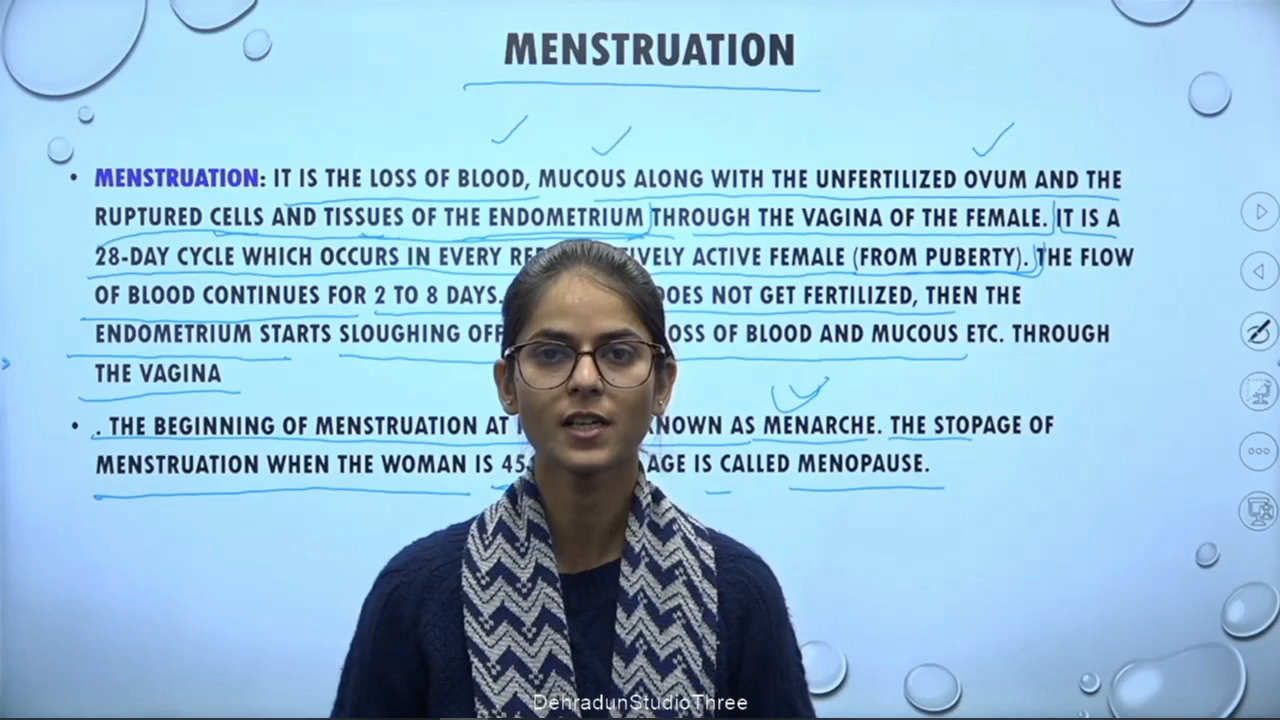 MENSTRUATION
• MENSTRUATION: IT IS THE LOSS OF BLOOD, MUCOUS ALONG WITH THE UNFERTILIZED OVUM AND THE
RUPTURED CELLS AND TISSUES OF THE ENDOMETRIUM THROUGH THE VAGINA OF THE FEMALE. IT IS A
28-DAY CYCLE WHICH OCCURS IN EVERY ACTIVE FEMALE (FROM PUBERTY). THE FLOW
OF BLOOD CONTINUES FOR 2 TO 8 DAYS. DOES NOT GET FERTILIZED, THEN THE
ENDOMETRIUM STARTS SLOUGHING OFF OF BLOOD AND MUCOUS ETC. THROUGH
THE VAGINA
• . THE BEGINNING OF MENSTRUATION AT KNOWN AS MENARCHE. THE STOPAGE OF
MENSTRUATION WHEN THE WOMAN IS 45 AGE IS CALLED MENOPAUSE.
DehradunStudioThree